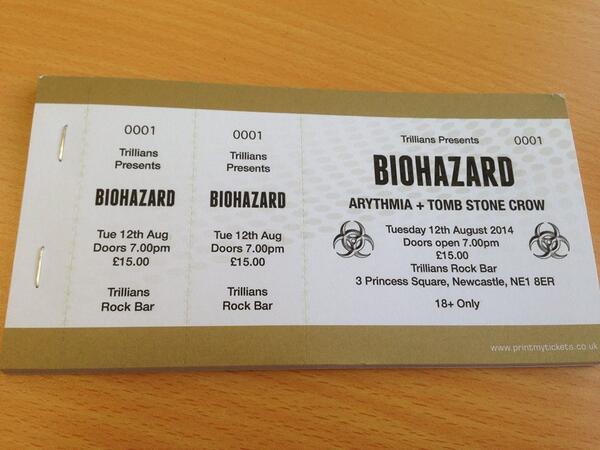 0001
Trillians
Presents
BIOHAZARD
Tue 12th Aug
Doors 7.00pm
£15.00
Trillians
Rock Bar
0001
Trillians
Presents
BIOHAZARD
Tue 12th Aug
Doors 7.00pm
£15.00
Trillians
Rock Bar
Trillians Presents 0001
BIOHAZARD
ARYTHMIA + TOMB STONE CROW
Tuesday 12th August 2014
Doors open 7.00pm
£15.00
Trillians Rock Bar
3 Princess Square, Newcastle, NE1 8ER
18+ Only
www.printmytickets.co.uk